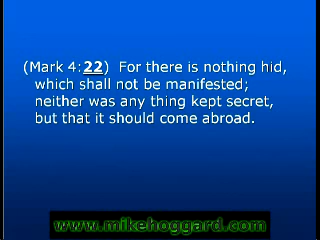 (Mark 4:22)  For there is nothing hid,
which shall not be manifested;
neither was any thing kept secret,
but that it should come abroad.
www.mikehoggard.com